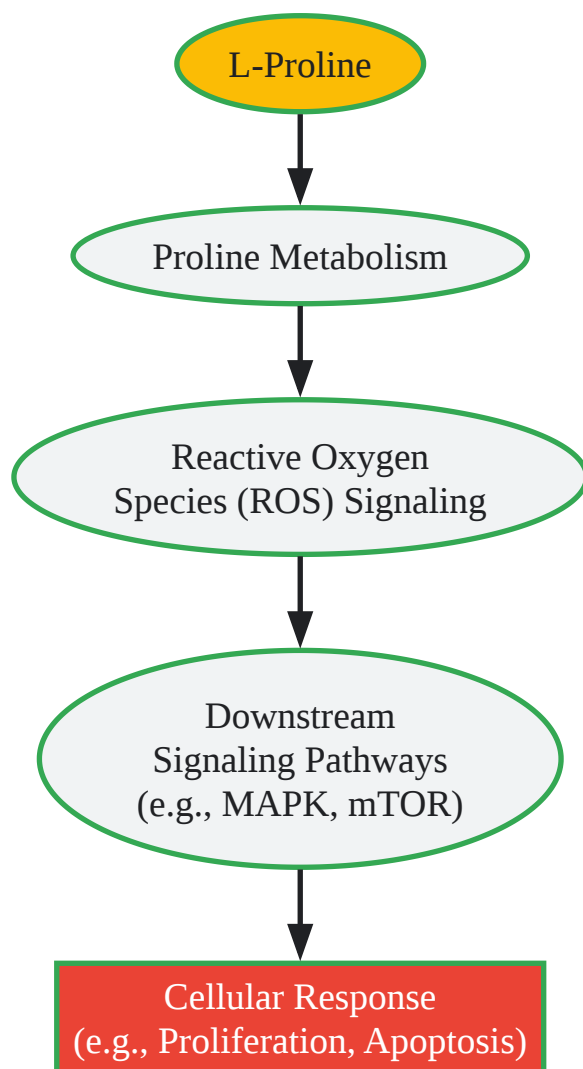 L-Proline
Proline Metabolism
Reactive Oxygen
Species (ROS) Signaling
Downstream
Signaling Pathways
(e.g., MAPK, mTOR)
Cellular Response
(e.g., Proliferation, Apoptosis)